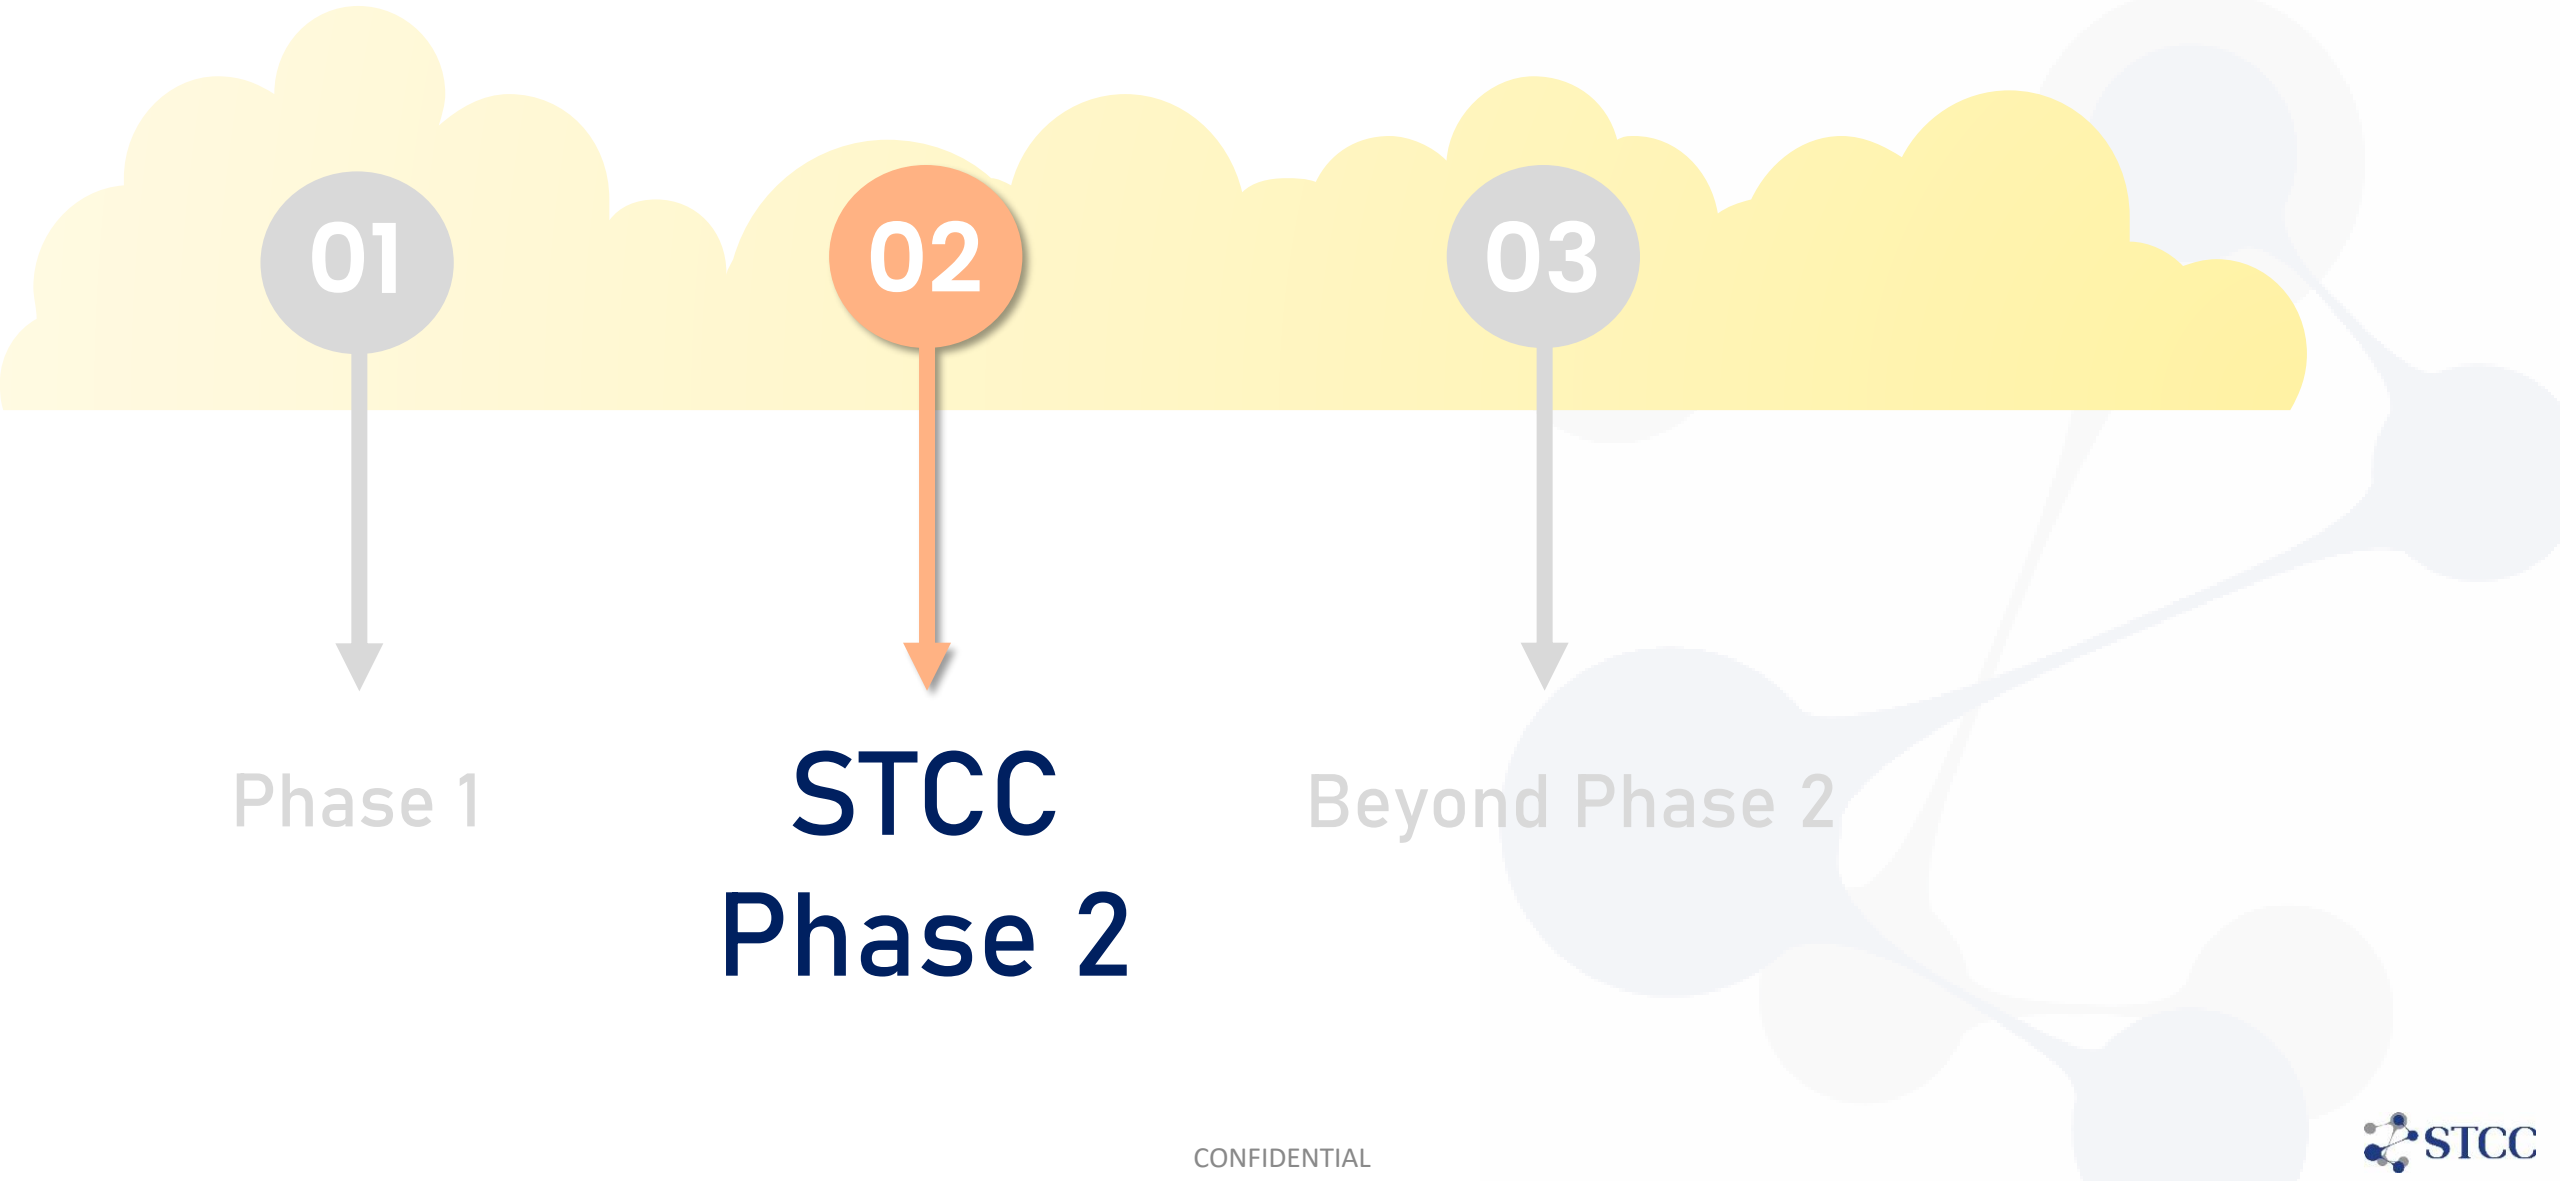 01
02
03
Phase 1
STCC
Phase 2
Beyond Phase 2
CONFIDENTIAL
STCC